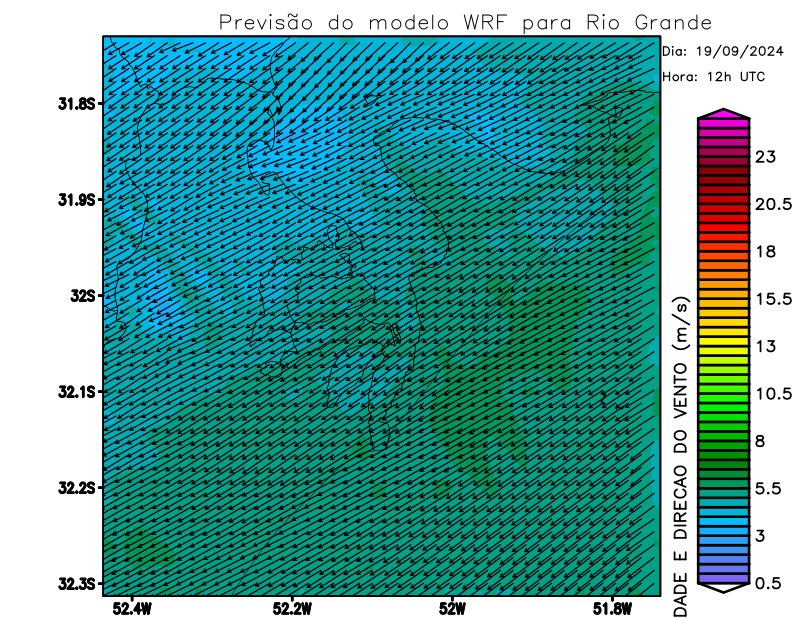 Previsão do modelo WRF para Rio Grande
Dia: 19/09/2024
Hora: 12h UTC
31.8S
31.9S
32S
32.1S
32.2S
32.3S
52.4W
52.2W
52W
51.8W
23
20.5
18
15.5
13
10.5
8
5.5
3
0.5
DADE E DIRECAO DO VENTO (m/s)